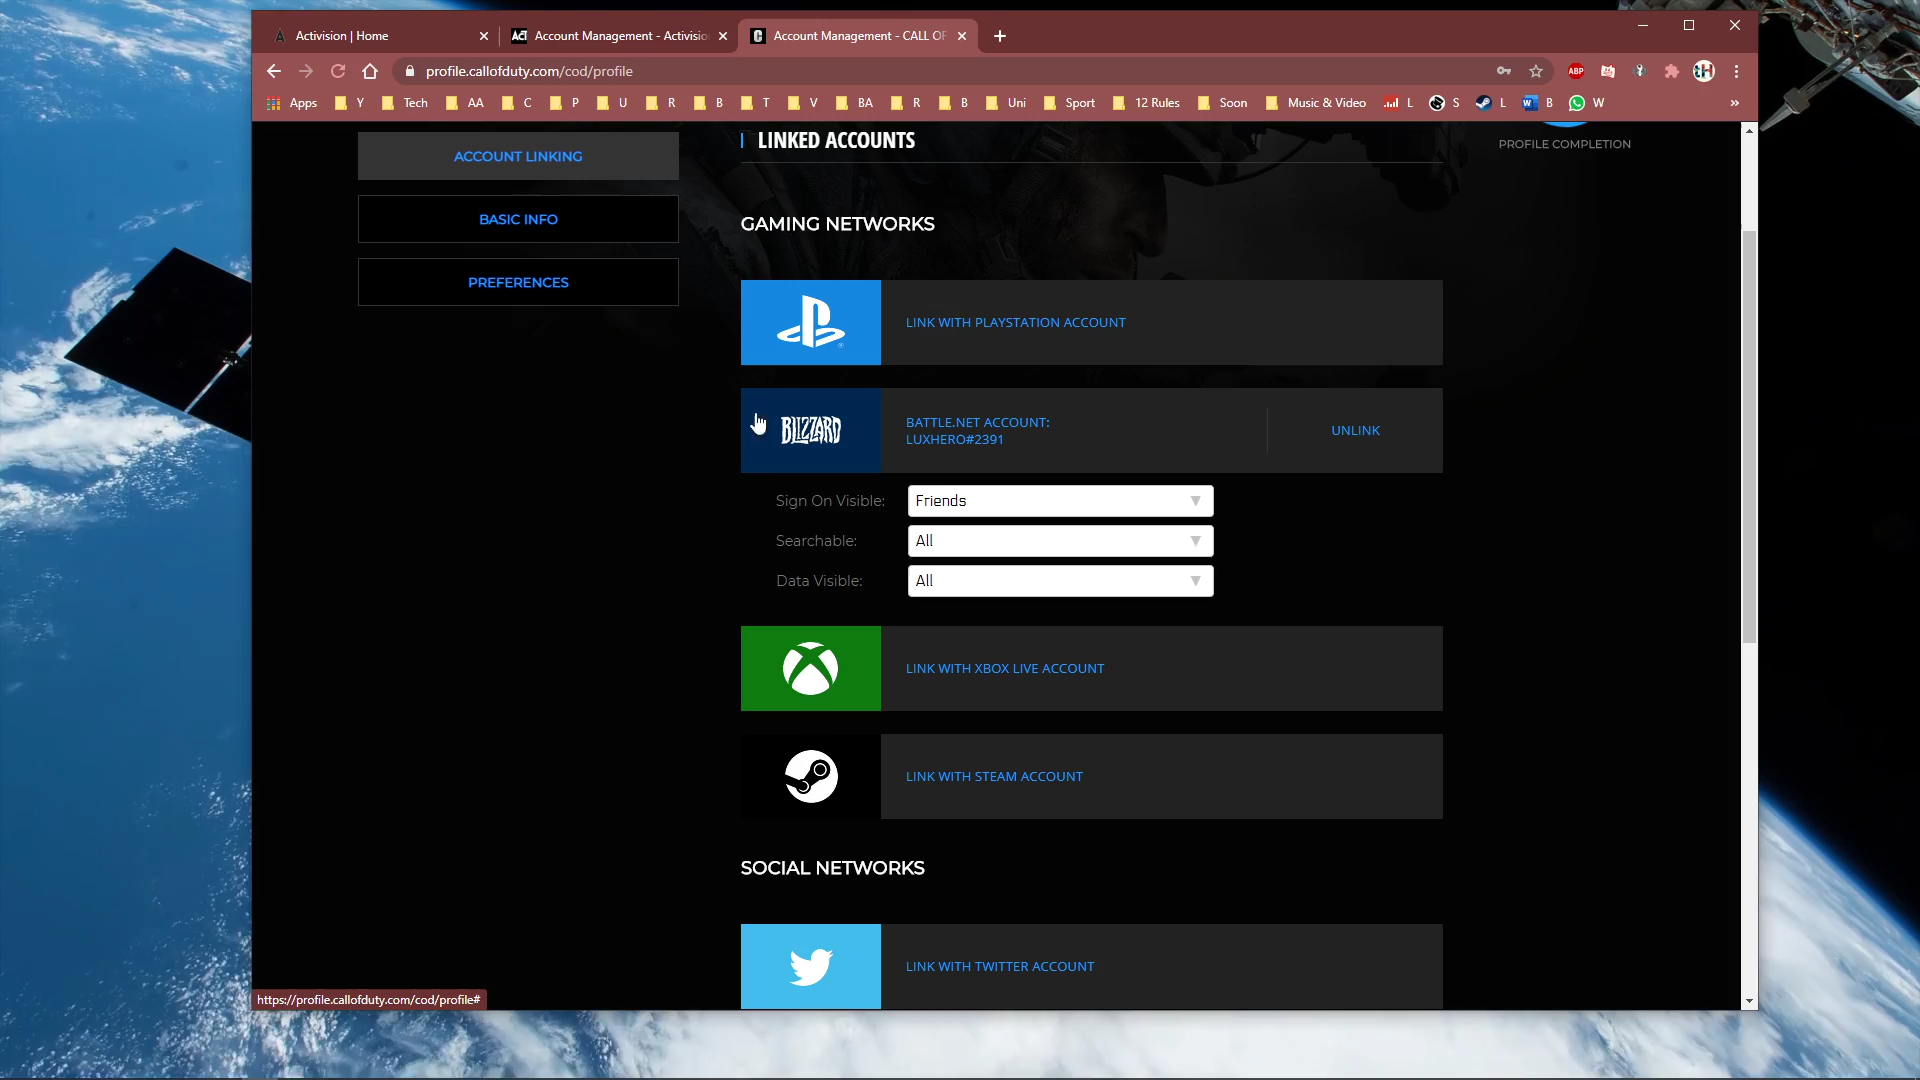 Activision | Home
Account Management - Activisio
Account Management - CALL OF
profile.callofduty.com/cod/profile
ABP
Apps Y Tech AA C P U R B T V BA R B Uni Sport 12 Rules Soon Music & Video L S L B W
LINKED ACCOUNTS
PROFILE COMPLETION
ACCOUNT LINKING
BASIC INFO
PREFERENCES
GAMING NETWORKS
LINK WITH PLAYSTATION ACCOUNT
BLIZZARD
BATTLE.NET ACCOUNT:
LUXHERO#2391
UNLINK
Sign On Visible: Friends
Searchable: All
Data Visible: All
LINK WITH XBOX LIVE ACCOUNT
LINK WITH STEAM ACCOUNT
SOCIAL NETWORKS
LINK WITH TWITTER ACCOUNT
https://profile.callofduty.com/cod/profile#